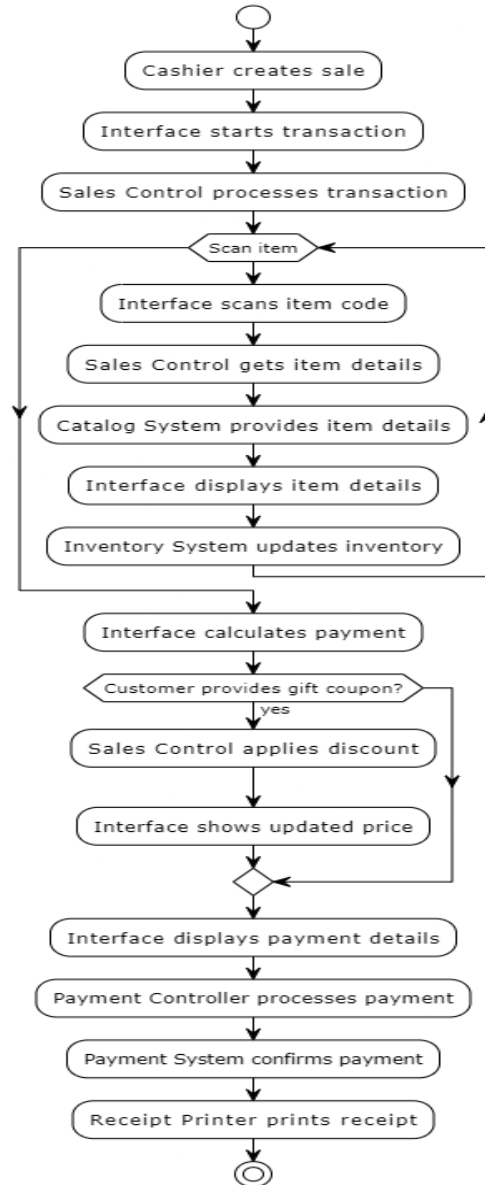 Cashier creates sale
Interface starts transaction
Sales Control processes transaction
Scan item
Interface scans item code
Sales Control gets item details
Catalog System provides item details
Interface displays item details
Inventory System updates inventory
Interface calculates payment
Customer provides gift coupon?
yes
Sales Control applies discount
Interface shows updated price
Interface displays payment details
Payment Controller processes payment
Payment System confirms payment
Receipt Printer prints receipt